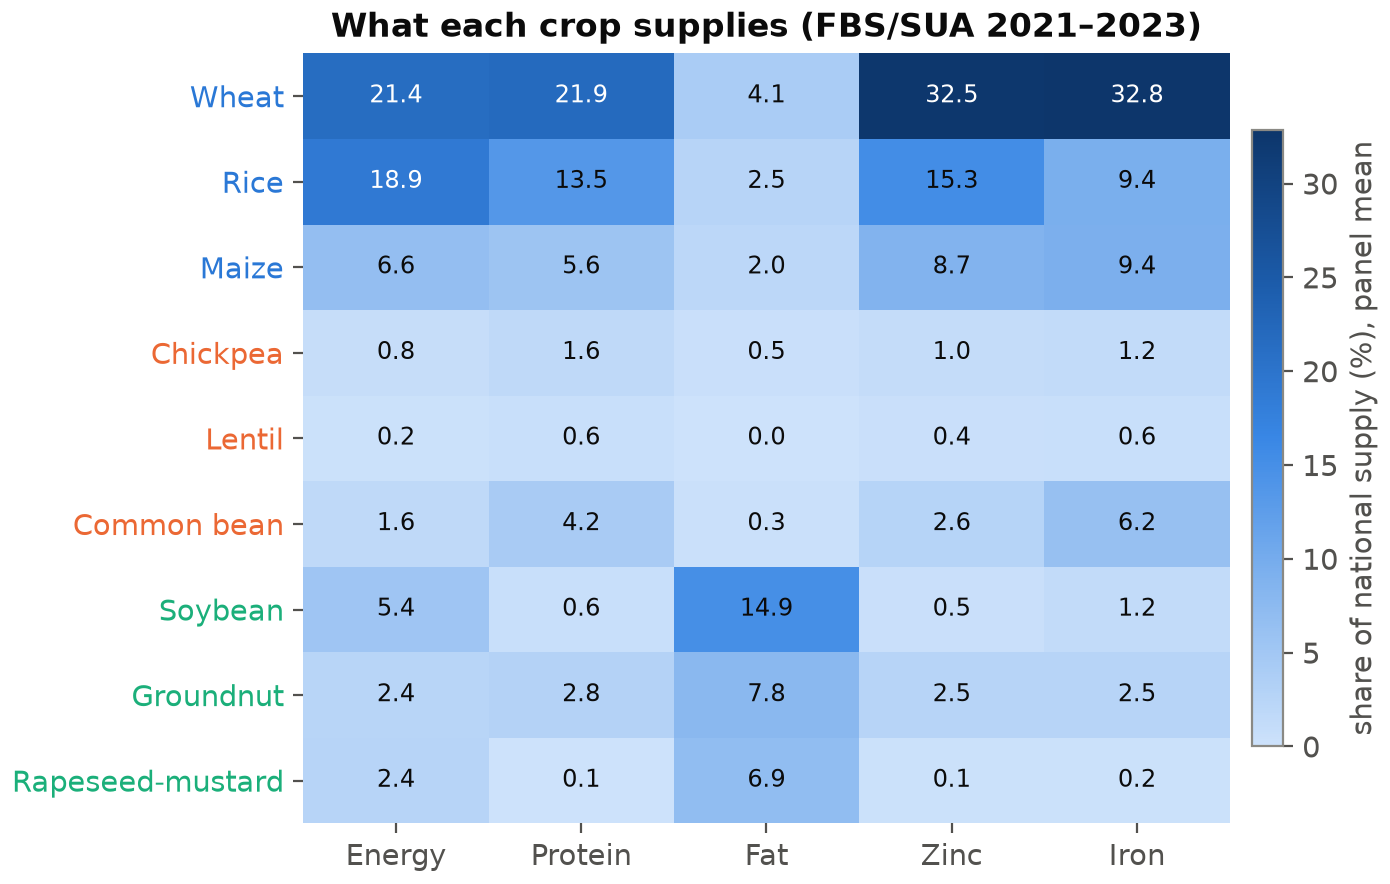 What each crop supplies (FBS/SUA 2021–2023)
Wheat 21.4 21.9 4.1 32.5 32.8
Rice 18.9 13.5 2.5 15.3 9.4
Maize 6.6 5.6 2.0 8.7 9.4
Chickpea 0.8 1.6 0.5 1.0 1.2
Lentil 0.2 0.6 0.0 0.4 0.6
Common bean 1.6 4.2 0.3 2.6 6.2
Soybean 5.4 0.6 14.9 0.5 1.2
Groundnut 2.4 2.8 7.8 2.5 2.5
Rapeseed-mustard 2.4 0.1 6.9 0.1 0.2
Energy Protein Fat Zinc Iron
30
25
20
15
10
5
0
share of national supply (%), panel mean